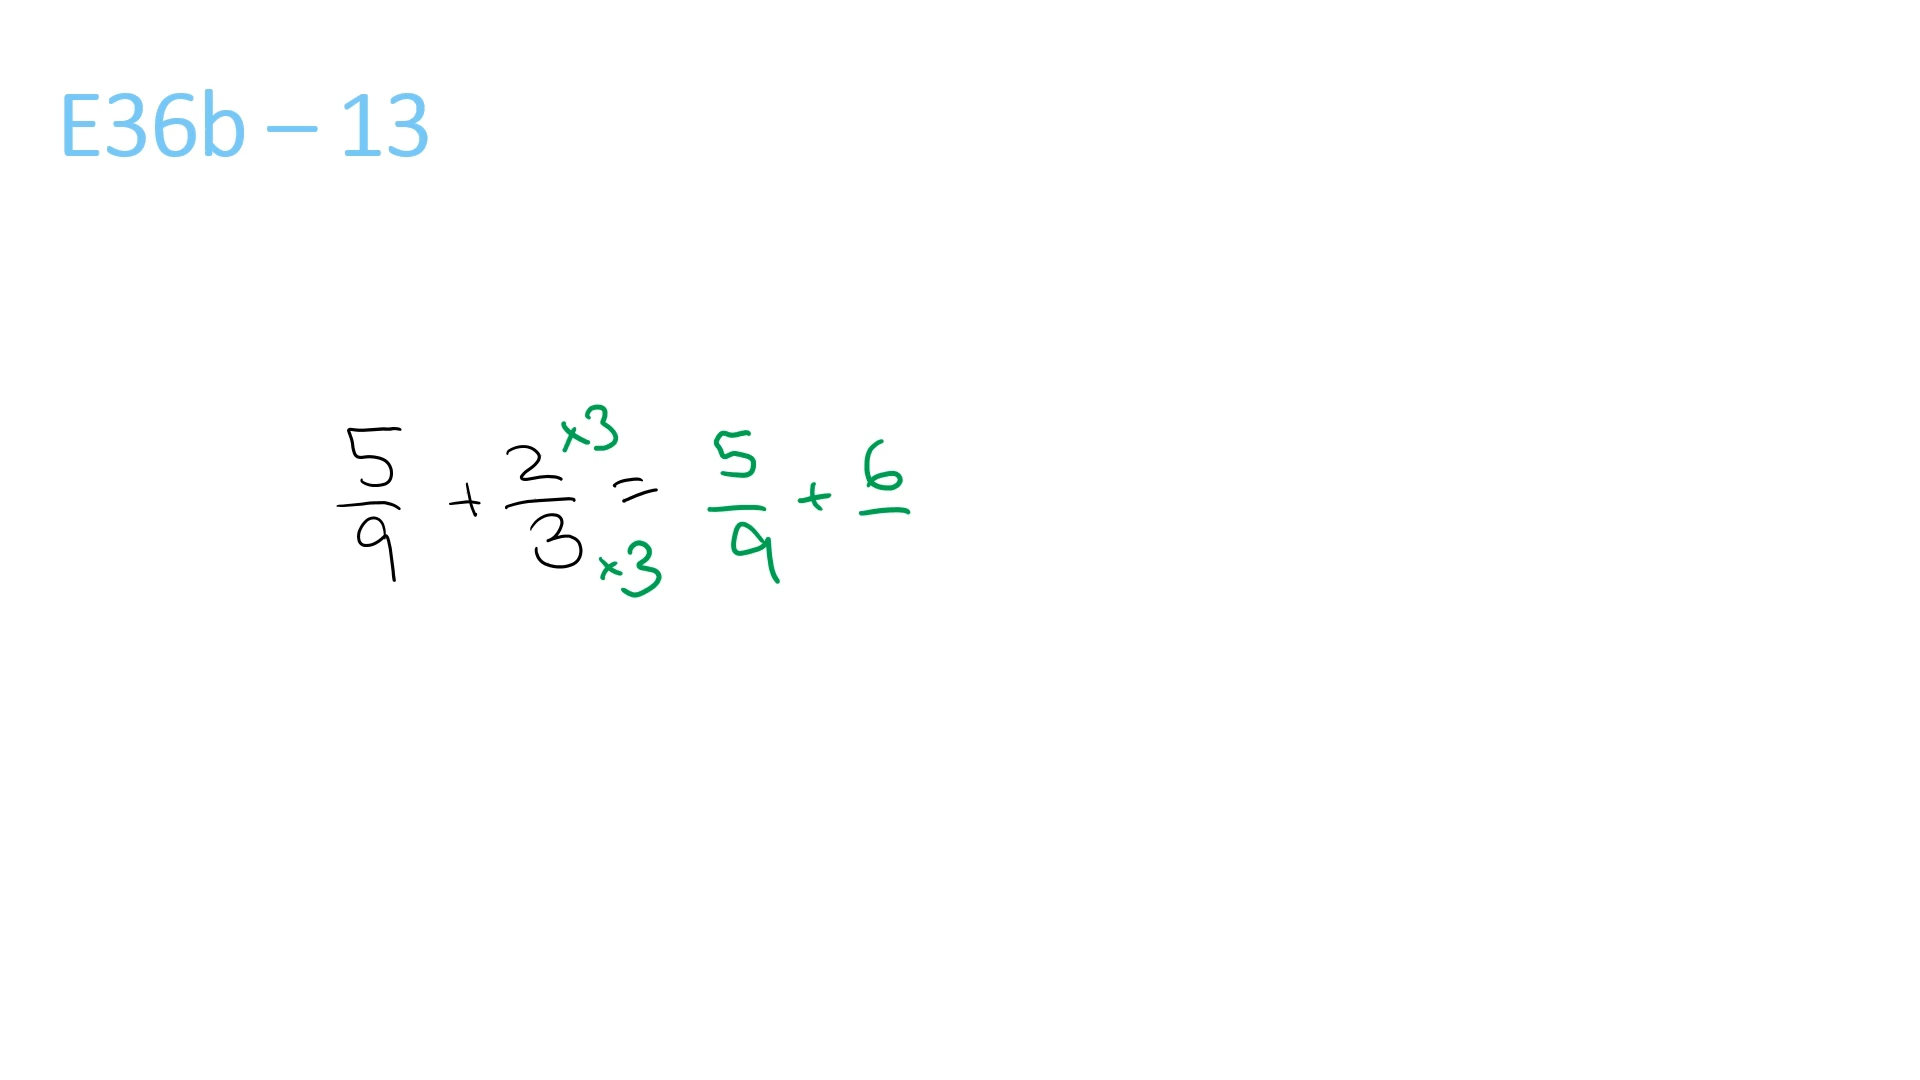 E36b – 13
5/9 + 2×3/3×3 = 5/9 + 6/